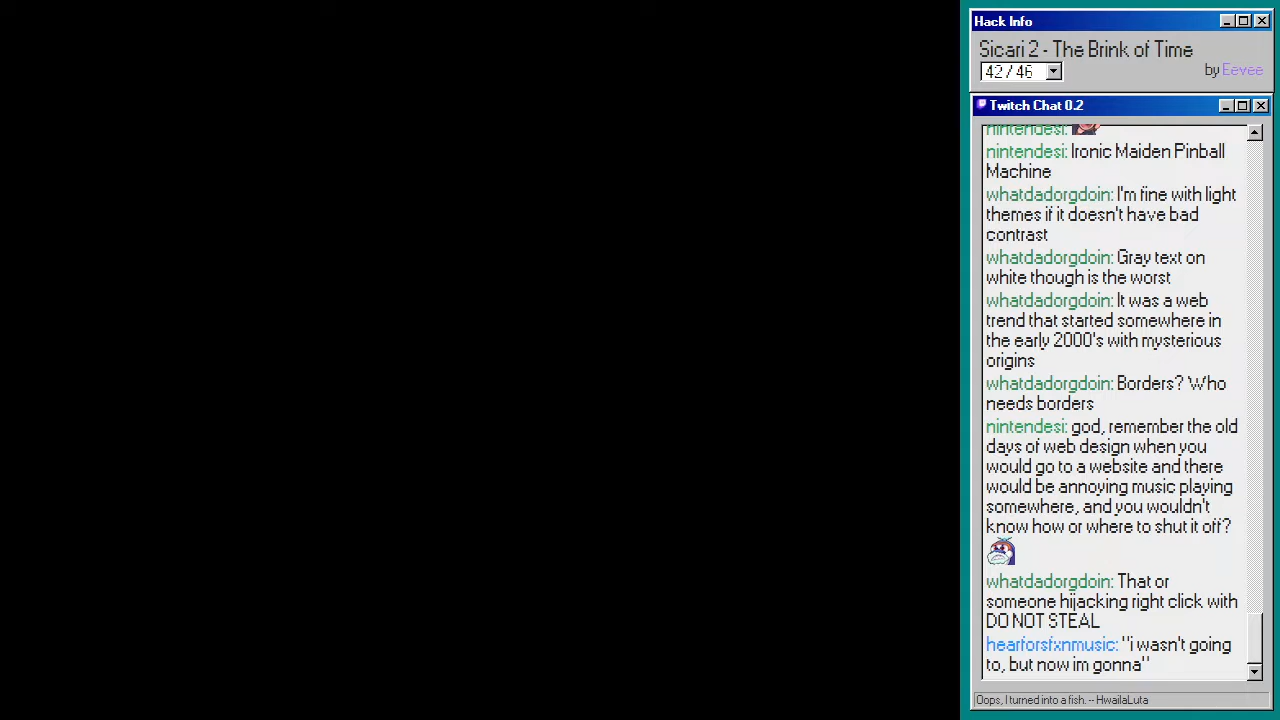 Hack Info
Sicari 2 - The Brink of Time
42 / 46
by Eevee
Twitch Chat 0.2
nintendesi:
nintendesi: Ironic Maiden Pinball
Machine
whatdadorgdoin: I'm fine with light
themes if it doesn't have bad
contrast
whatdadorgdoin: Gray text on
white though is the worst
whatdadorgdoin: It was a web
trend that started somewhere in
the early 2000's with mysterious
origins
whatdadorgdoin: Borders? Who
needs borders
nintendesi: god, remember the old
days of web design when you
would go to a website and there
would be annoying music playing
somewhere, and you wouldn't
know how or where to shut it off?
whatdadorgdoin: That or
someone hijacking right click with
DO NOT STEAL
hearforsfxnmusic: "i wasn't going
to, but now im gonna"
Oops, I turned into a fish. -- HwailaLuta